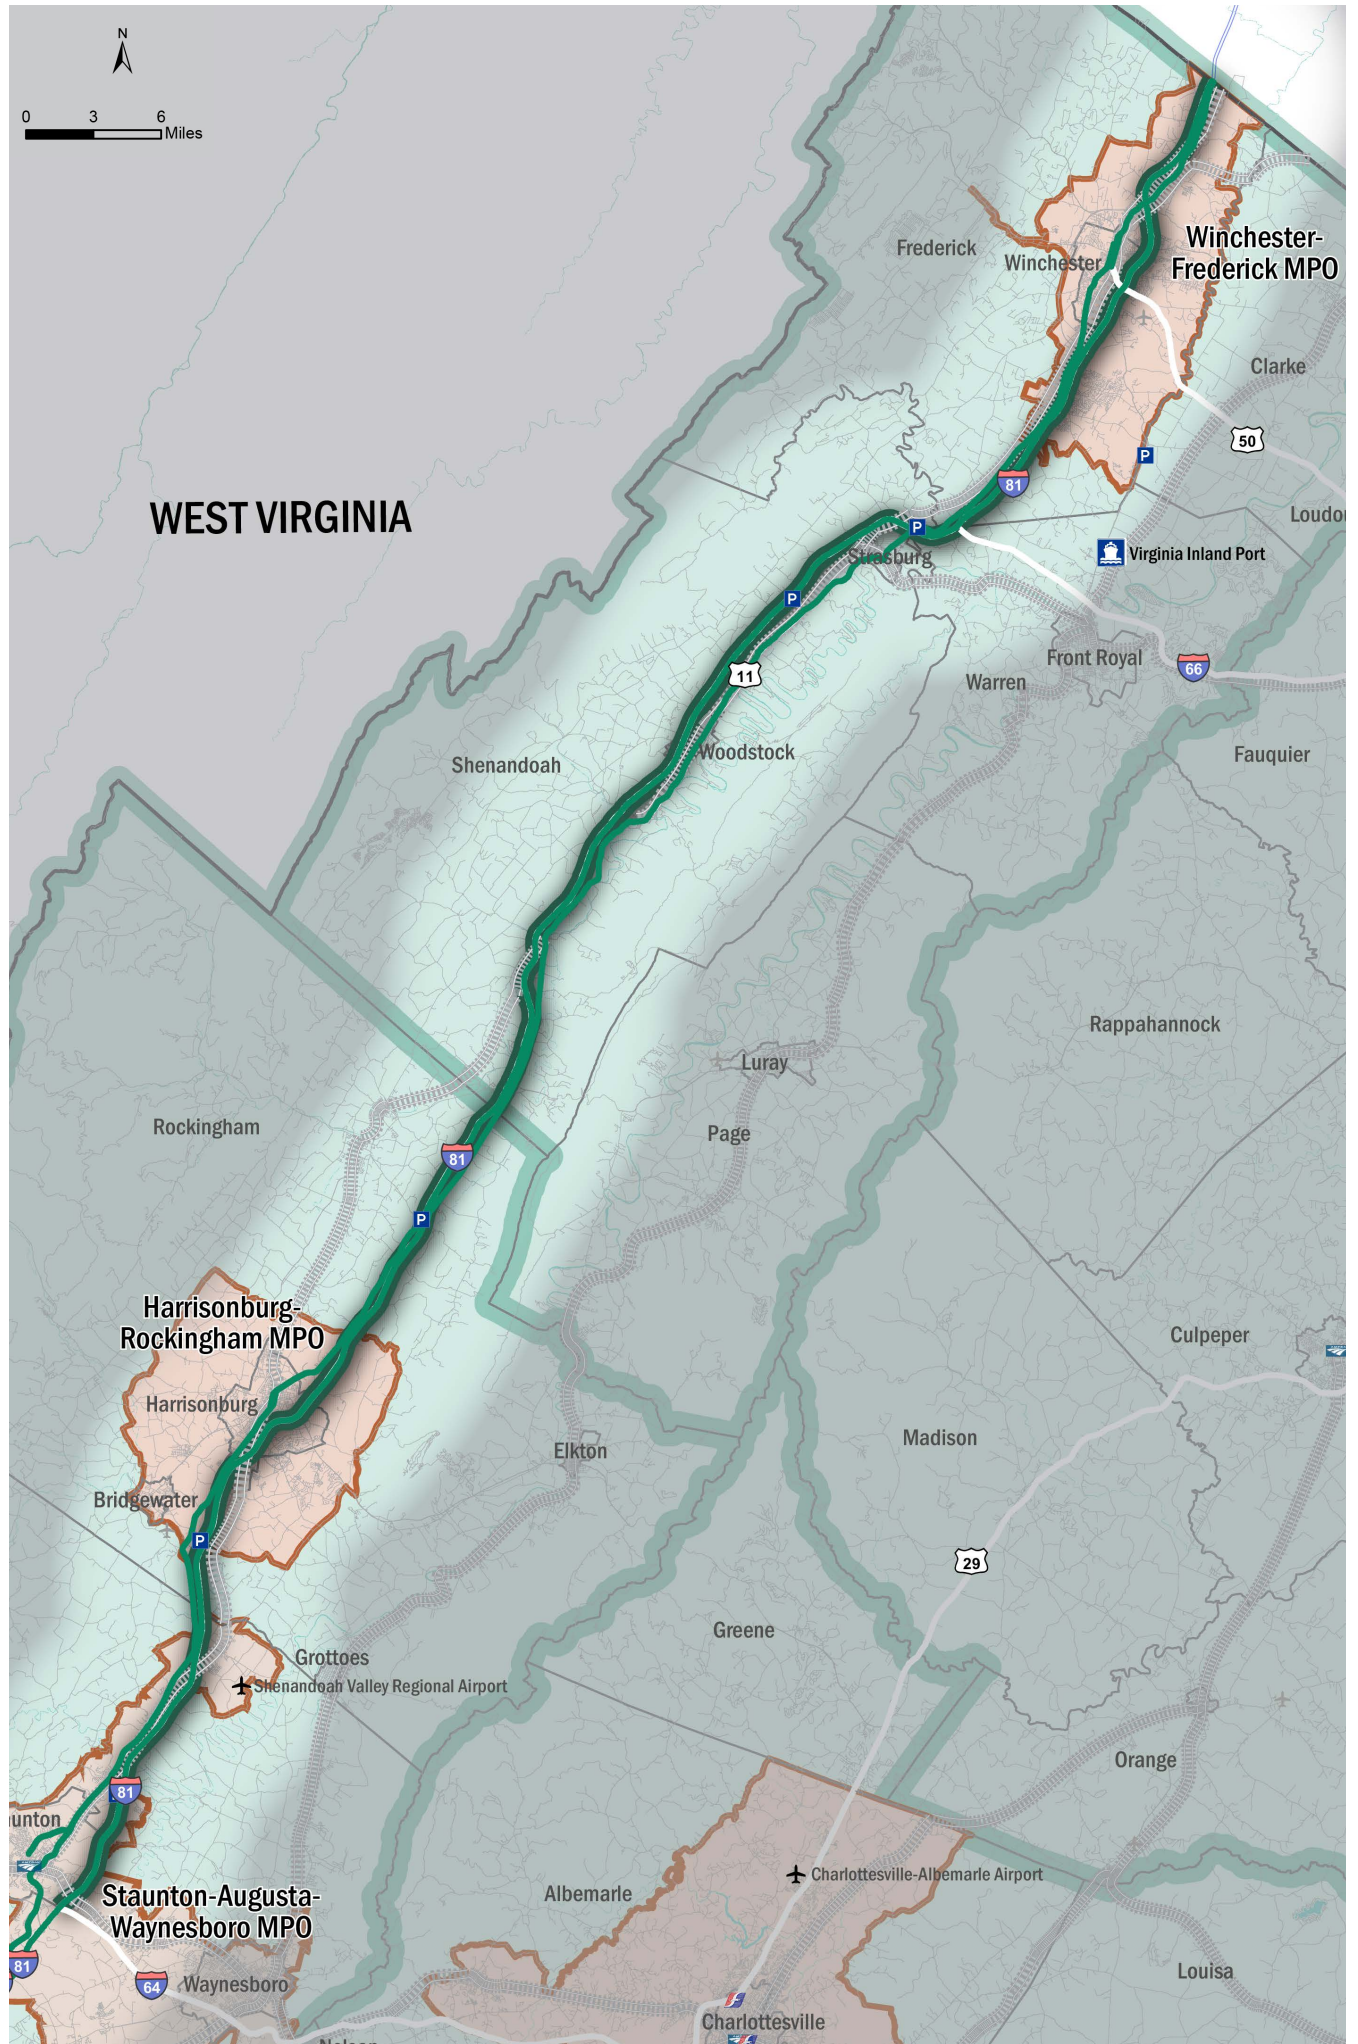 N
0 3 6
Miles
Winchester-
Frederick MPO
Frederick
Winchester
Clarke
50
P
81
WEST VIRGINIA
P
Strasburg
Virginia Inland Port
P
Front Royal
66
11
Warren
Woodstock
Fauquier
Shenandoah
Rappahannock
Luray
Rockingham
Page
81
P
Harrisonburg-
Rockingham MPO
Culpeper
Harrisonburg
Madison
Elkton
Bridgewater
P
29
Greene
Grottoes
Shenandoah Valley Regional Airport
Orange
81
Charlottesville-Albemarle Airport
Staunton-Augusta-
Waynesboro MPO
Albemarle
81
64
Waynesboro
Louisa
Charlottesville